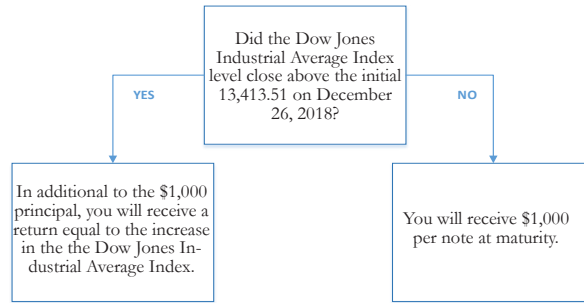 Did the Dow Jones
Industrial Average Index
level close above the initial
13,413.51 on December
26, 2018?
YES
NO
In additional to the $1,000
principal, you will receive a
return equal to the increase
in the the Dow Jones In-
dustrial Average Index.
You will receive $1,000
per note at maturity.